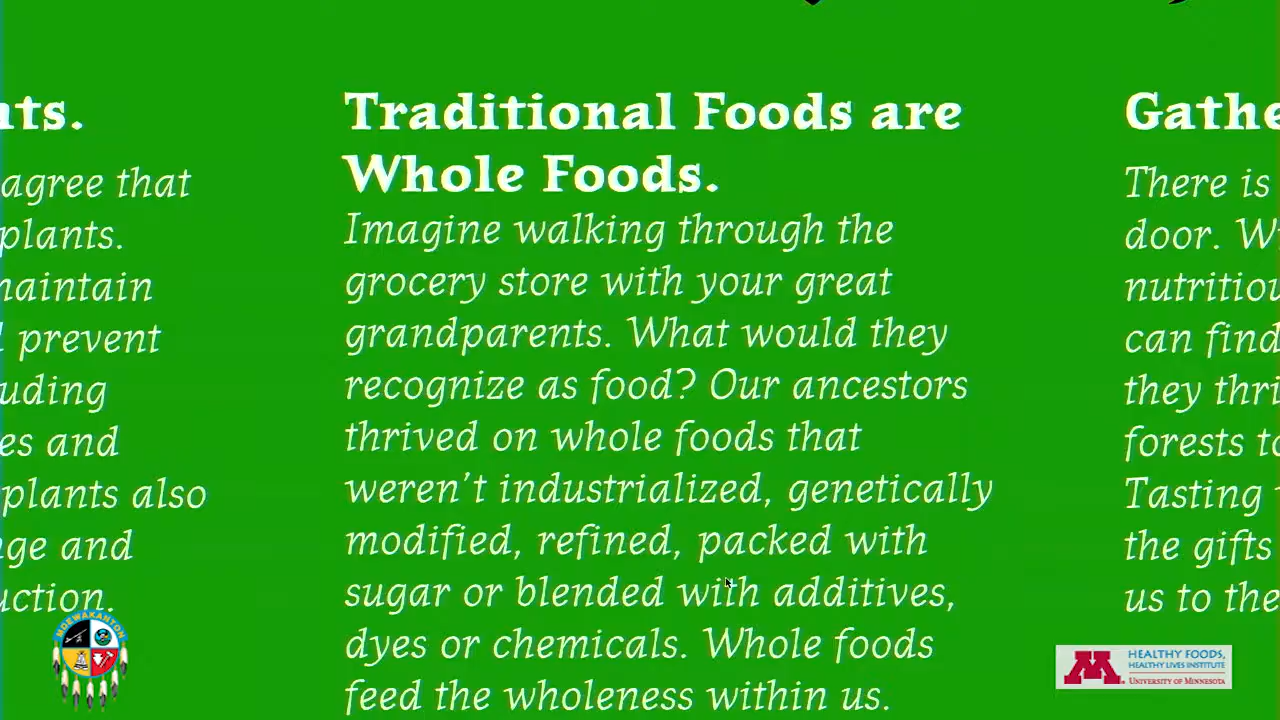 ts.
agree that
plants.
maintain
prevent
uding
es and
plants also
ge and
uction.
Traditional Foods are
Whole Foods.
Imagine walking through the
grocery store with your great
grandparents. What would they
recognize as food? Our ancestors
thrived on whole foods that
weren't industrialized, genetically
modified, refined, packed with
sugar or blended with additives,
dyes or chemicals. Whole foods
feed the wholeness within us.
Gathe
There is
door. W
nutritiou
can find
they thri
forests to
Tasting
the gifts
us to the
MDEWAKANTON
M
HEALTHY FOODS,
HEALTHY LIVES INSTITUTE
UNIVERSITY OF MINNESOTA